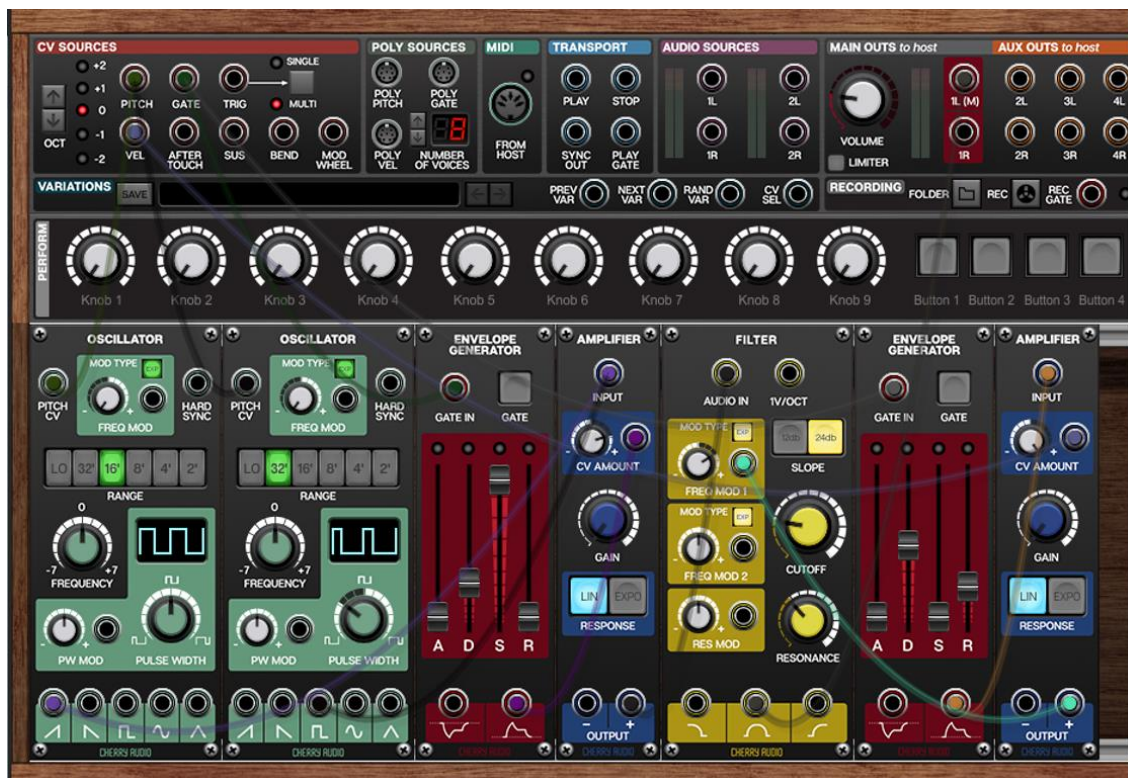 CV SOURCES
POLY SOURCES
MIDI
TRANSPORT
AUDIO SOURCES
MAIN OUTS to host
AUX OUTS to host
+2
+1
0
-1
-2
OCT
PITCH
GATE
TRIG
SINGLE
MULTI
VEL
AFTER TOUCH
SUS
BEND
MOD WHEEL
POLY PITCH
POLY GATE
POLY VEL
NUMBER OF VOICES
8
FROM HOST
PLAY
STOP
SYNC OUT
PLAY GATE
1L
2L
1R
2R
VOLUME
LIMITER
1L (M)
1R
2L
3L
4L
2R
3R
4R
VARIATIONS
SAVE
PREV VAR
NEXT VAR
RAND VAR
CV SEL
RECORDING
FOLDER
REC
REC GATE
PERFORM
Knob 1
Knob 2
Knob 3
Knob 4
Knob 5
Knob 6
Knob 7
Knob 8
Knob 9
Button 1
Button 2
Button 3
Button 4
OSCILLATOR
MOD TYPE
EXP
PITCH CV
- +
FREQ MOD
HARD SYNC
LO 32' 16' 8' 4' 2'
RANGE
0
-7 +7
FREQUENCY
- +
PW MOD
PULSE WIDTH
CHERRY AUDIO
OSCILLATOR
MOD TYPE
EXP
PITCH CV
- +
FREQ MOD
HARD SYNC
LO 32' 16' 8' 4' 2'
RANGE
0
-7 +7
FREQUENCY
- +
PW MOD
PULSE WIDTH
CHERRY AUDIO
ENVELOPE
GENERATOR
GATE IN
GATE
A D S R
CHERRY AUDIO
AMPLIFIER
INPUT
- +
CV AMOUNT
GAIN
LIN EXPO
RESPONSE
- +
OUTPUT
CHERRY AUDIO
FILTER
AUDIO IN
1V/OCT
MOD TYPE
EXP
- +
FREQ MOD 1
12db 24db
SLOPE
MOD TYPE
EXP
- +
FREQ MOD 2
CUTOFF
- +
RES MOD
RESONANCE
CHERRY AUDIO
ENVELOPE
GENERATOR
GATE IN
GATE
A D S R
CHERRY AUDIO
AMPLIFIER
INPUT
- +
CV AMOUNT
GAIN
LIN EXPO
RESPONSE
- +
OUTPUT
CHERRY AUDIO